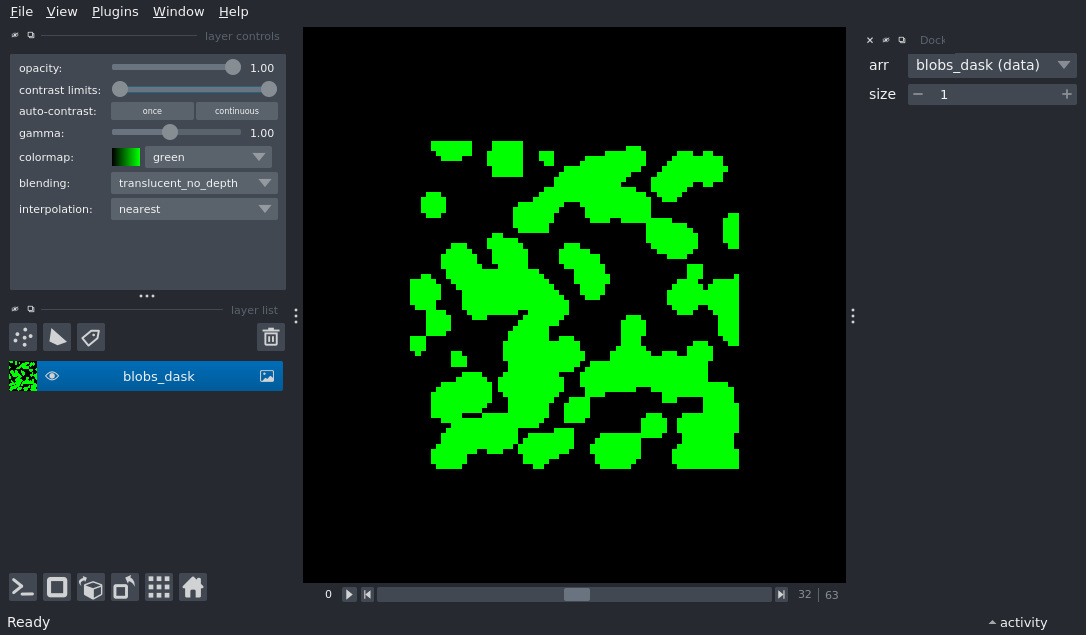 File View Plugins Window Help
layer controls
opacity: 1.00
contrast limits:
auto-contrast: once continuous
gamma: 1.00
colormap: green
blending: translucent_no_depth
interpolation: nearest
layer list
blobs_dask
0 32 63
Dock
arr blobs_dask (data)
size 1
Ready
activity